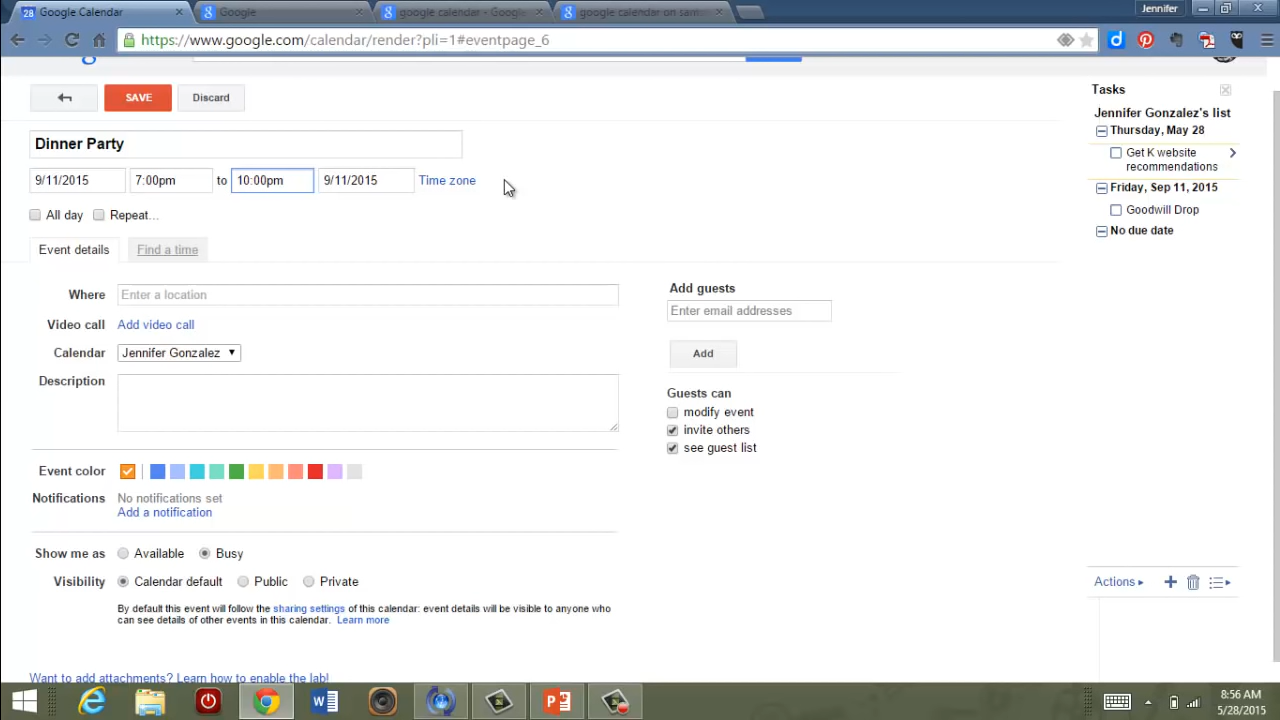 28 Google Calendar × Google × google calendar - Google × google calendar on sam × Jennifer
https://www.google.com/calendar/render?pli=1#eventpage_6
SAVE Discard
Dinner Party
9/11/2015 7:00pm to 10:00pm 9/11/2015 Time zone
All day Repeat...
Event details Find a time
Where Enter a location
Video call Add video call
Calendar Jennifer Gonzalez
Description
Event color
Notifications No notifications set
Add a notification
Show me as Available Busy
Visibility Calendar default Public Private
By default this event will follow the sharing settings of this calendar: event details will be visible to anyone who
can see details of other events in this calendar. Learn more
Want to add attachments? Learn how to enable the lab!
Add guests
Enter email addresses
Add
Guests can
modify event
invite others
see guest list
Tasks
Jennifer Gonzalez's list
Thursday, May 28
Get K website
recommendations
Friday, Sep 11, 2015
Goodwill Drop
No due date
Actions
8:56 AM
5/28/2015